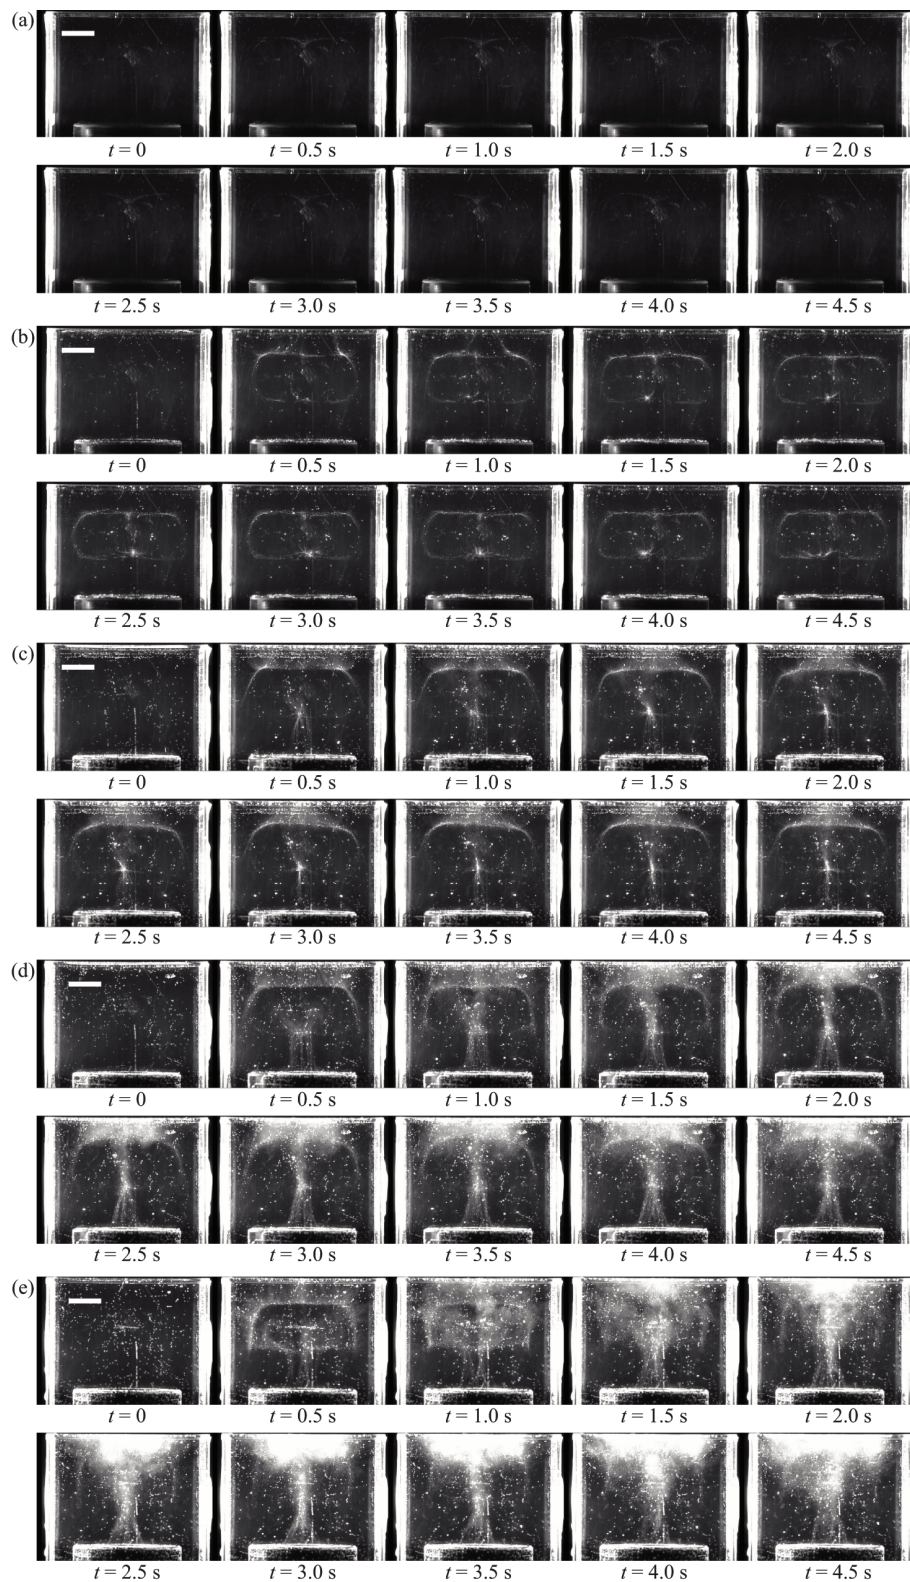 (a)
t = 0 t = 0.5 s t = 1.0 s t = 1.5 s t = 2.0 s
t = 2.5 s t = 3.0 s t = 3.5 s t = 4.0 s t = 4.5 s
(b)
t = 0 t = 0.5 s t = 1.0 s t = 1.5 s t = 2.0 s
t = 2.5 s t = 3.0 s t = 3.5 s t = 4.0 s t = 4.5 s
(c)
t = 0 t = 0.5 s t = 1.0 s t = 1.5 s t = 2.0 s
t = 2.5 s t = 3.0 s t = 3.5 s t = 4.0 s t = 4.5 s
(d)
t = 0 t = 0.5 s t = 1.0 s t = 1.5 s t = 2.0 s
t = 2.5 s t = 3.0 s t = 3.5 s t = 4.0 s t = 4.5 s
(e)
t = 0 t = 0.5 s t = 1.0 s t = 1.5 s t = 2.0 s
t = 2.5 s t = 3.0 s t = 3.5 s t = 4.0 s t = 4.5 s